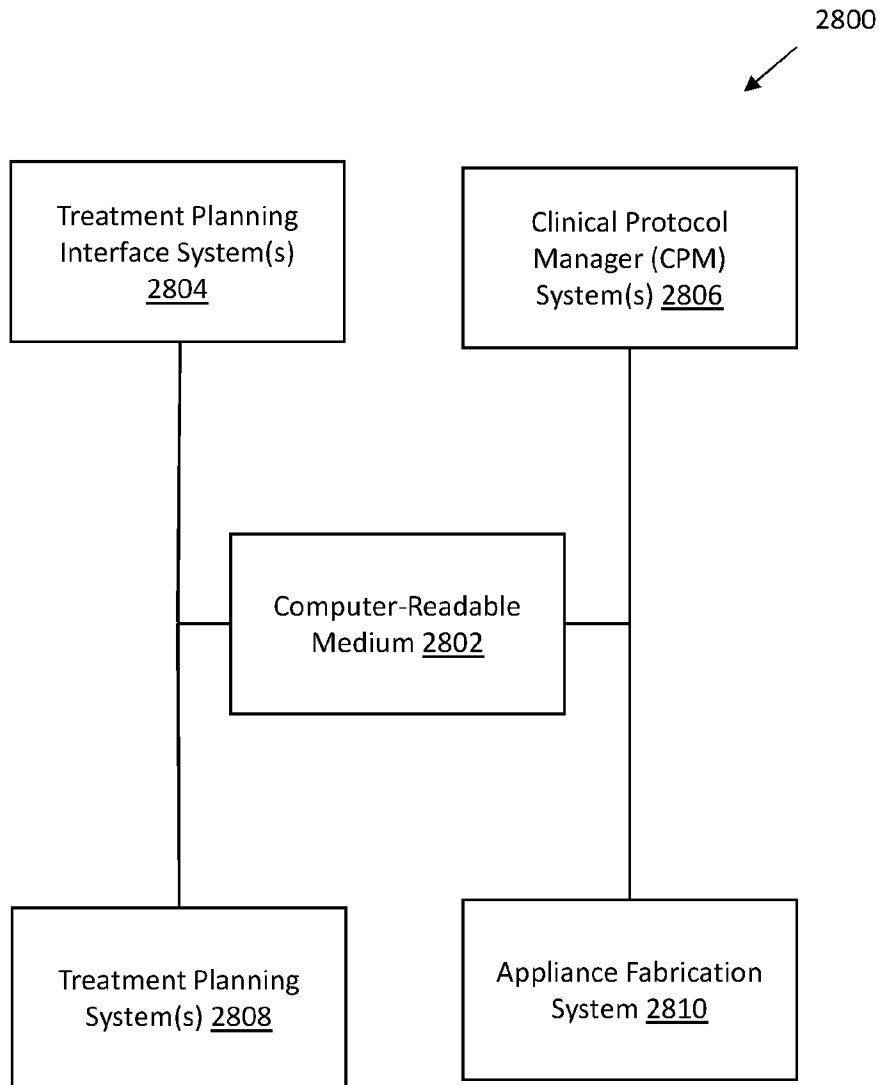 2800
Treatment Planning
Interface System(s)
2804
Clinical Protocol
Manager (CPM)
System(s) 2806
Computer-Readable
Medium 2802
Treatment Planning
System(s) 2808
Appliance Fabrication
System 2810